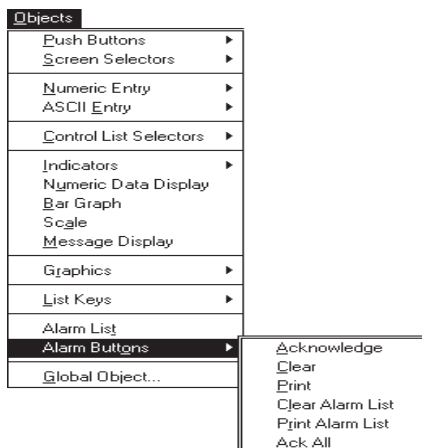 Objects
Push Buttons
Screen Selectors
Numeric Entry
ASCII Entry
Control List Selectors
Indicators
Numeric Data Display
Bar Graph
Scale
Message Display
Graphics
List Keys
Alarm List
Alarm Buttons
Global Object...
Acknowledge
Clear
Print
Clear Alarm List
Print Alarm List
Ack All